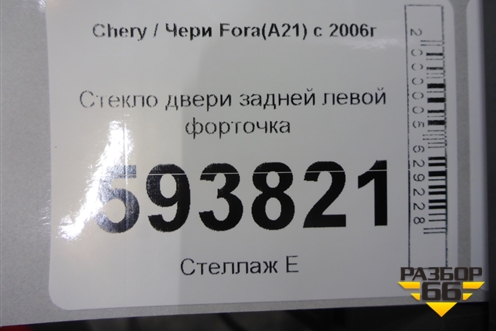 Chery / Чери Fora(A21) с 2006г
Стекло двери задней левой
форточка
593821
Стеллаж Е
2000005629228
РАЗБОР
66